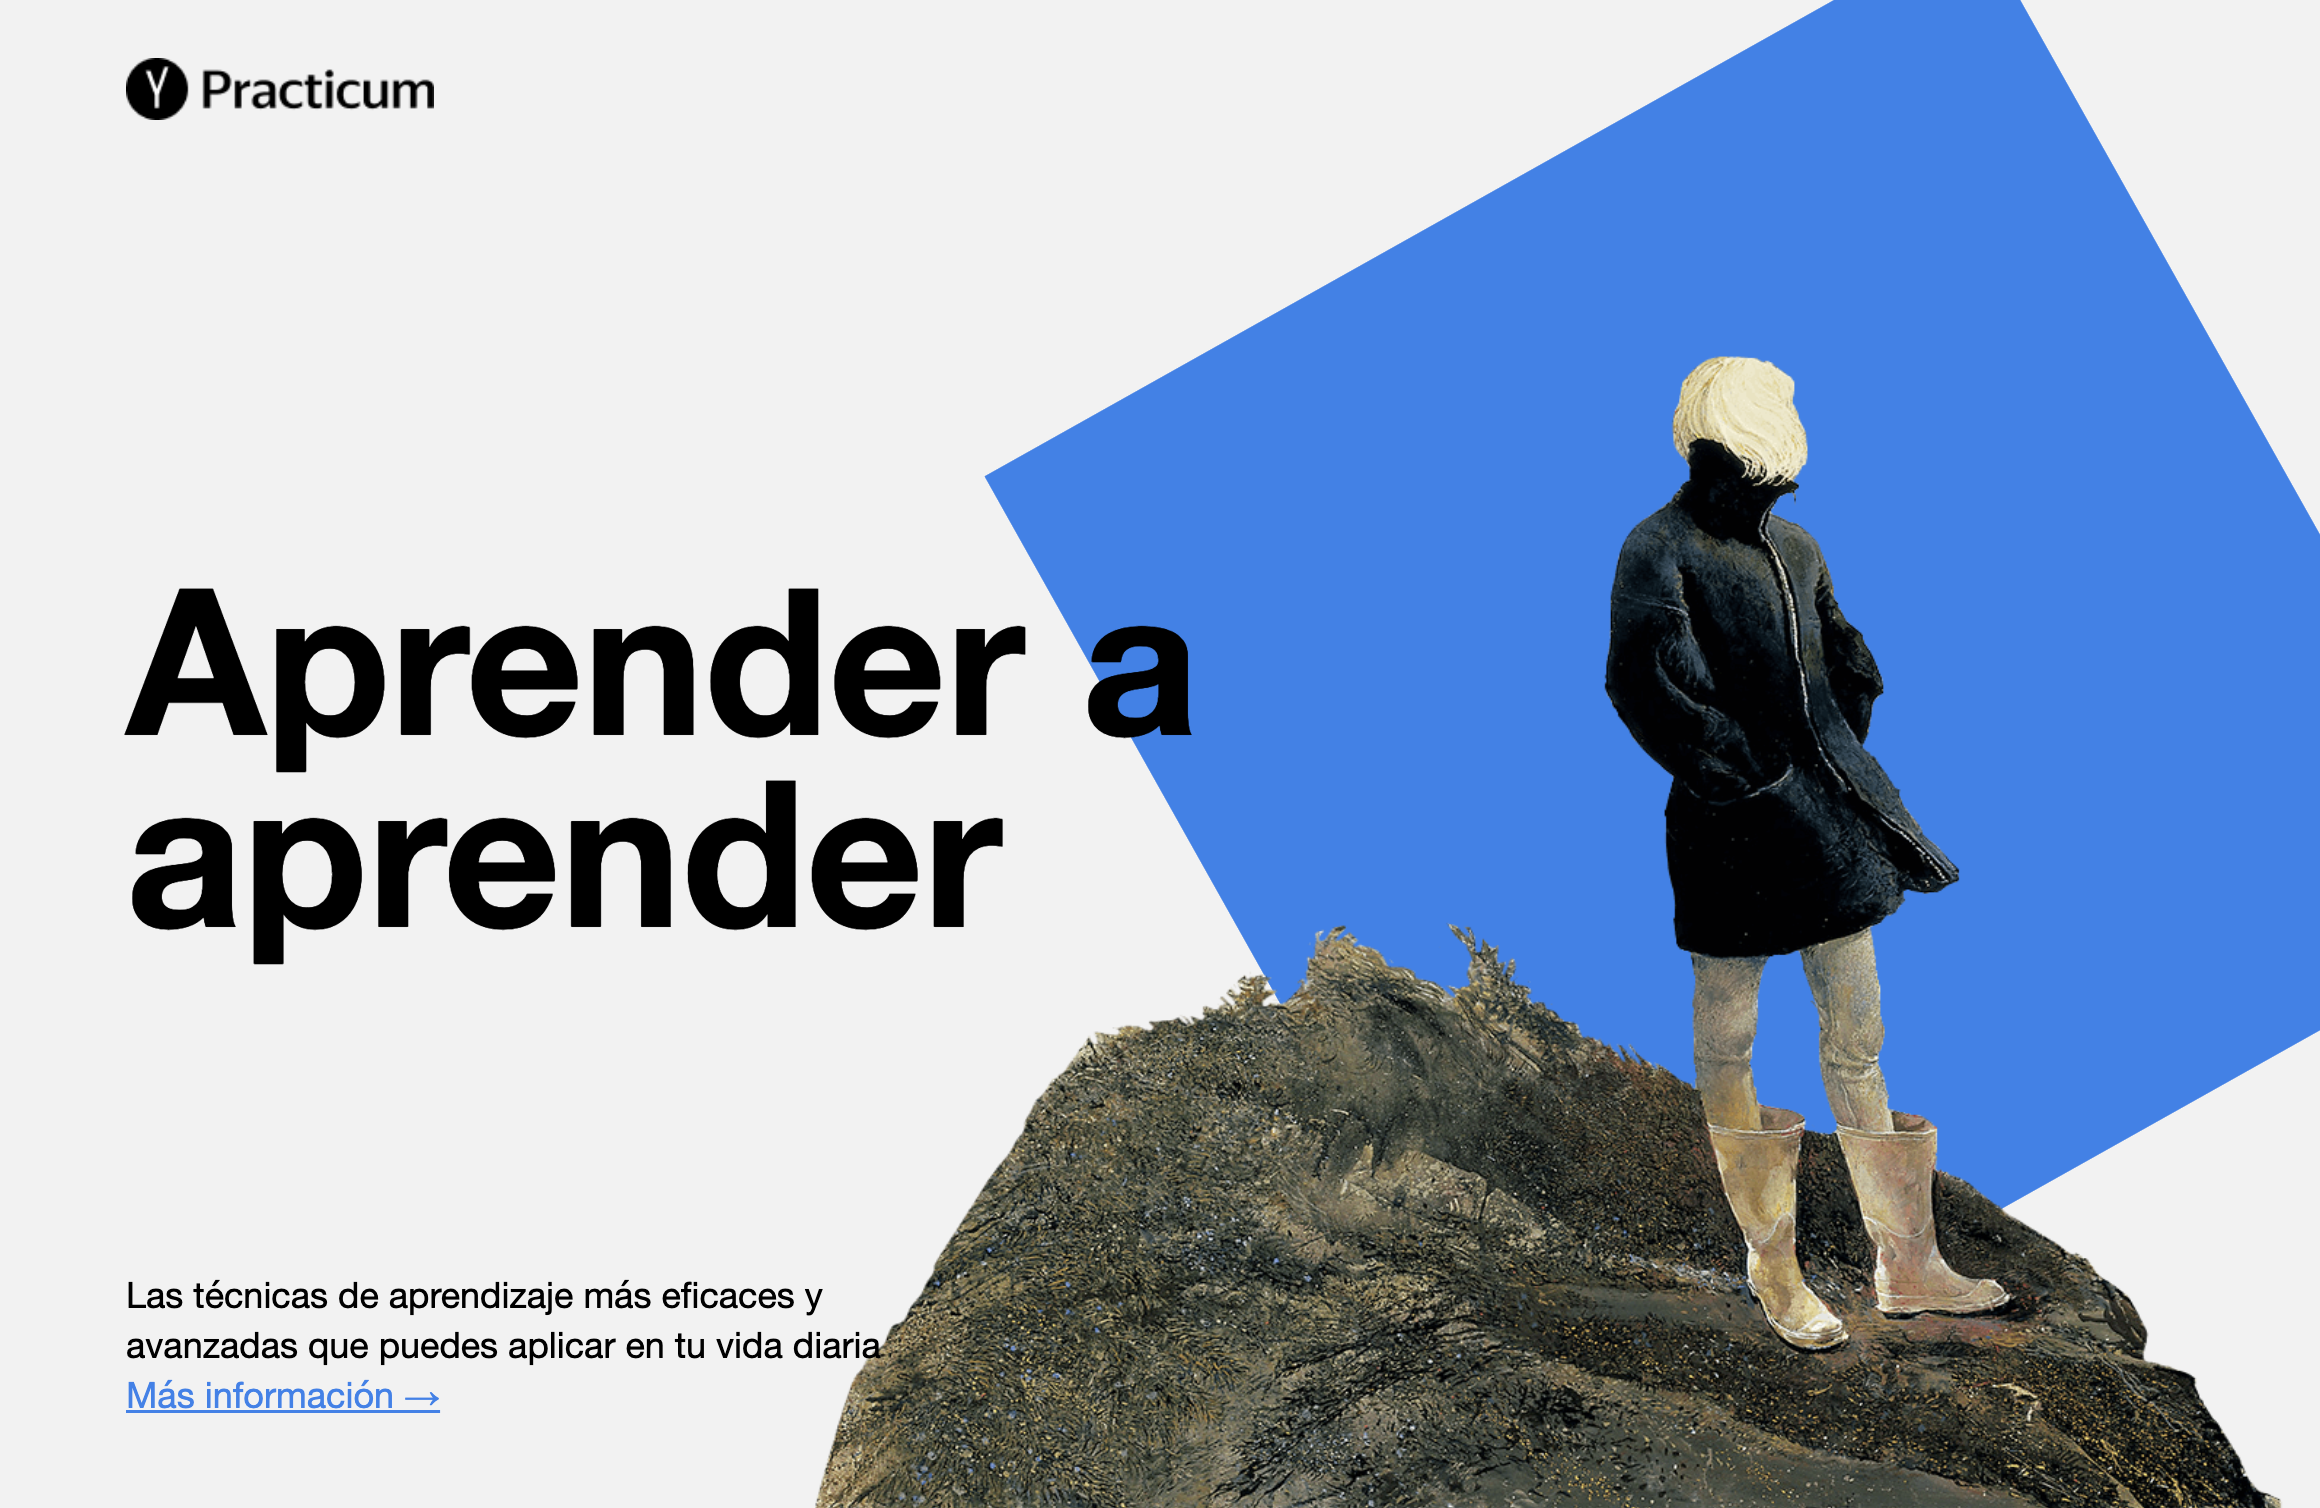 Y Practicum
Aprender a
aprender
Las técnicas de aprendizaje más eficaces y
avanzadas que puedes aplicar en tu vida diaria
Más información →